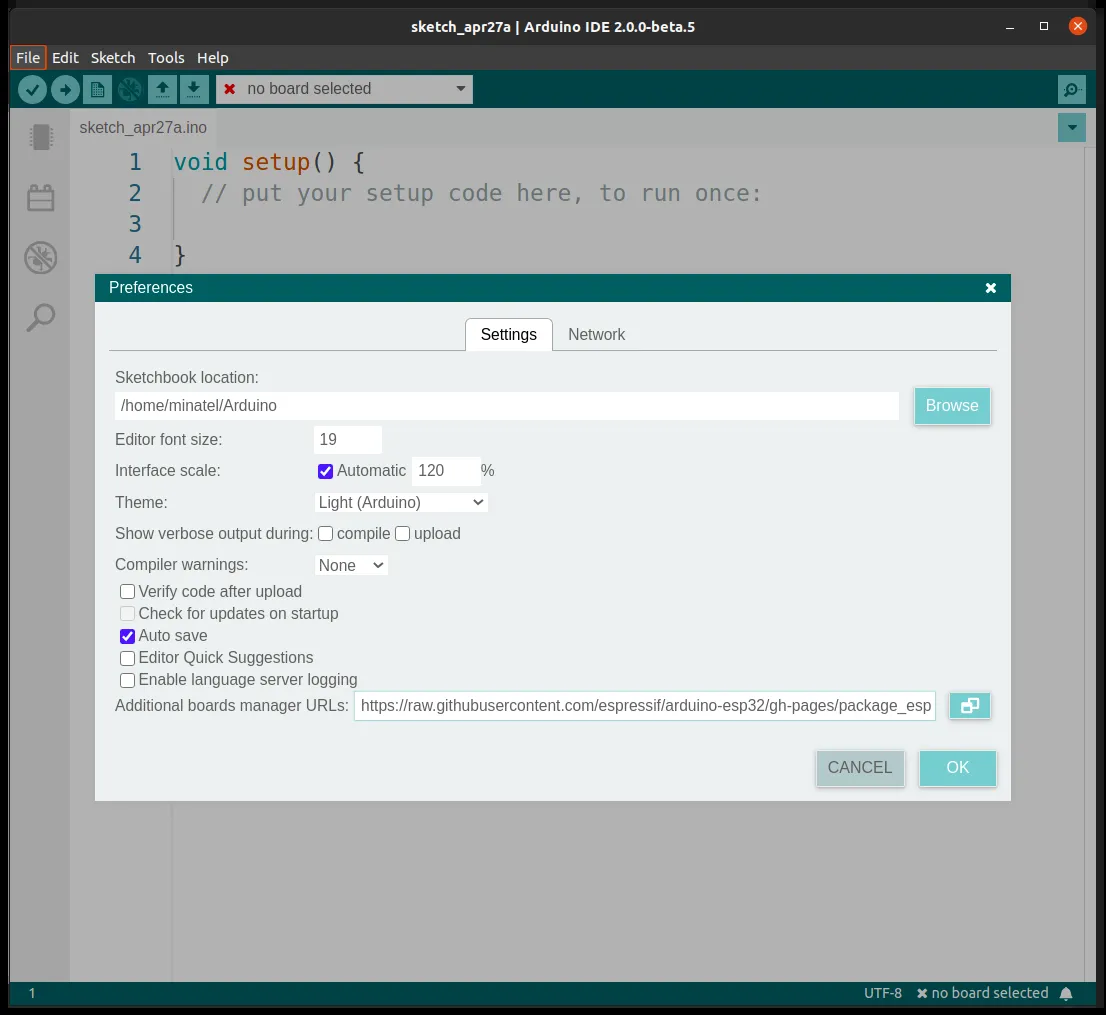 sketch_apr27a | Arduino IDE 2.0.0-beta.5
File Edit Sketch Tools Help
no board selected
sketch_apr27a.ino
1 void setup() {
2 // put your setup code here, to run once:
3
4 }
Preferences
Settings Network
Sketchbook location:
/home/minatel/Arduino Browse
Editor font size: 19
Interface scale: Automatic 120 %
Theme: Light (Arduino)
Show verbose output during: compile upload
Compiler warnings: None
Verify code after upload
Check for updates on startup
Auto save
Editor Quick Suggestions
Enable language server logging
Additional boards manager URLs: https://raw.githubusercontent.com/espressif/arduino-esp32/gh-pages/package_esp
CANCEL OK
1 UTF-8 no board selected